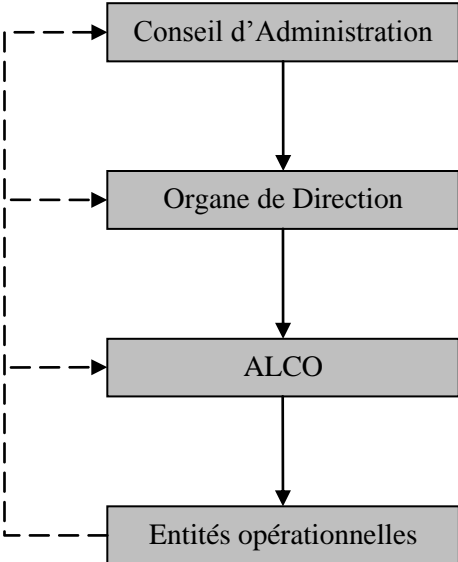 Conseil d’Administration
Organe de Direction
ALCO
Entités opérationnelles